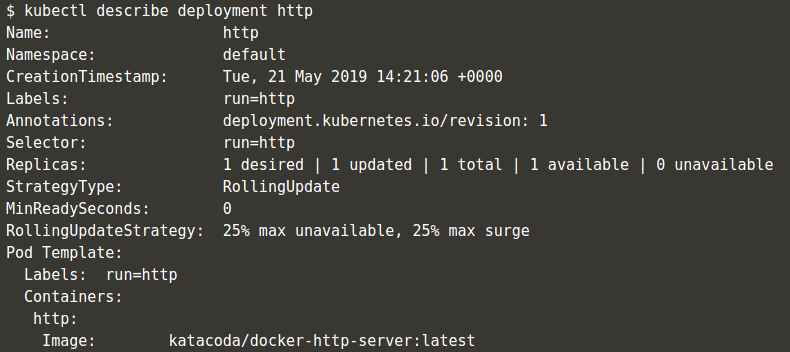 $ kubectl describe deployment http
Name:                   http
Namespace:              default
CreationTimestamp:      Tue, 21 May 2019 14:21:06 +0000
Labels:                 run=http
Annotations:            deployment.kubernetes.io/revision: 1
Selector:               run=http
Replicas:               1 desired | 1 updated | 1 total | 1 available | 0 unavailable
StrategyType:           RollingUpdate
MinReadySeconds:        0
RollingUpdateStrategy:  25% max unavailable, 25% max surge
Pod Template:
  Labels:  run=http
  Containers:
   http:
    Image:        katacoda/docker-http-server:latest